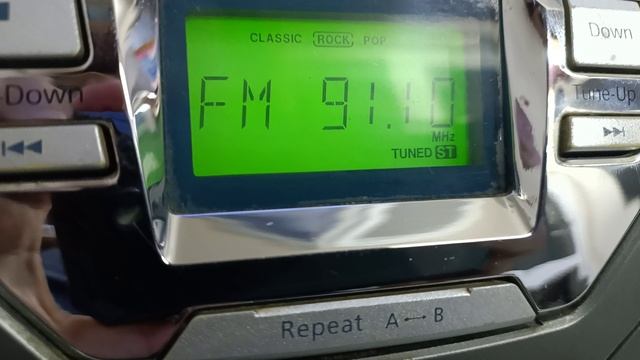 CLASSIC ROCK POP
Down
-Down
FM 91.10
Tune-Up
MHz
TUNED ST
Repeat A↔B